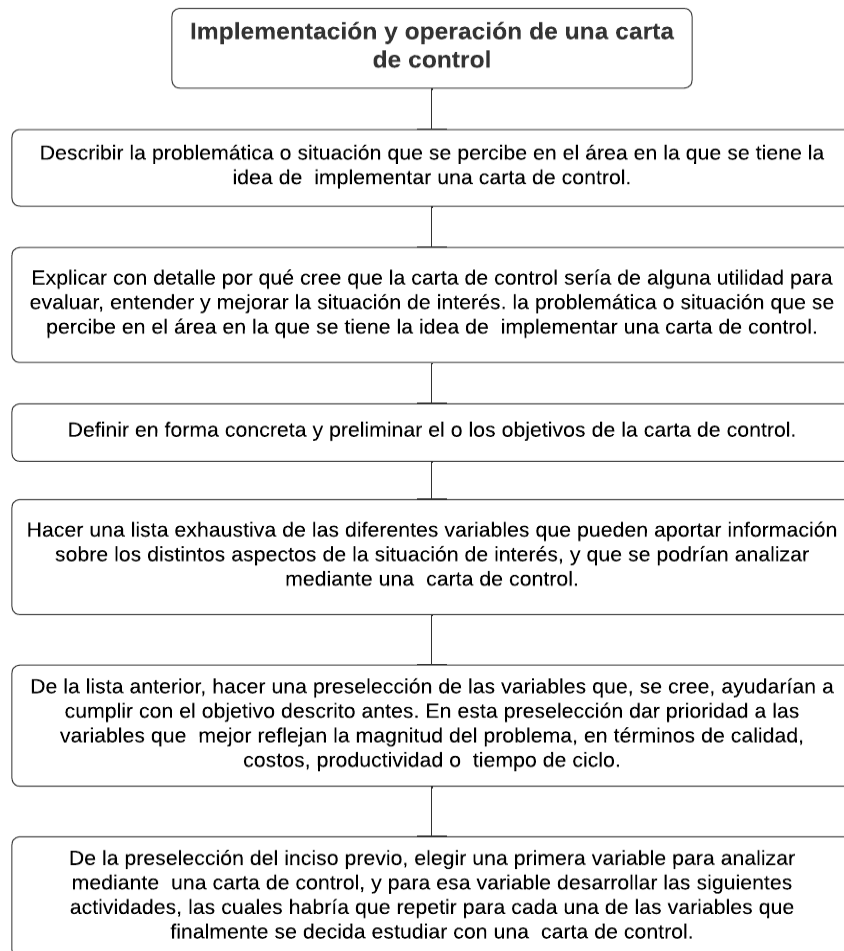 Implementación y operación de una carta
de control
Describir la problemática o situación que se percibe en el área en la que se tiene la
idea de implementar una carta de control.
Explicar con detalle por qué cree que la carta de control sería de alguna utilidad para
evaluar, entender y mejorar la situación de interés. la problemática o situación que se
percibe en el área en la que se tiene la idea de implementar una carta de control.
Definir en forma concreta y preliminar el o los objetivos de la carta de control.
Hacer una lista exhaustiva de las diferentes variables que pueden aportar información
sobre los distintos aspectos de la situación de interés, y que se podrían analizar
mediante una carta de control.
De la lista anterior, hacer una preselección de las variables que, se cree, ayudarían a
cumplir con el objetivo descrito antes. En esta preselección dar prioridad a las
variables que mejor reflejan la magnitud del problema, en términos de calidad,
costos, productividad o tiempo de ciclo.
De la preselección del inciso previo, elegir una primera variable para analizar
mediante una carta de control, y para esa variable desarrollar las siguientes
actividades, las cuales habría que repetir para cada una de las variables que
finalmente se decida estudiar con una carta de control.